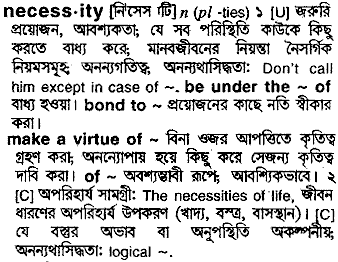 necess·ity [নি'সেস টি] n (pl -ties) ১ [U] জরুরি
প্রয়োজন, আবশ্যকতা; যে সব পরিস্থিতি কাউকে কিছু
করতে বাধ্য করে; মানবজীবনের নিয়ন্তা নৈসর্গিক
নিয়মসমূহ; অনন্যগতিত্ব; অনন্যথাসিদ্ধতা: Don't call
him except in case of ~. be under the ~ of
বাধ্য হওয়া। bond to ~ প্রয়োজনের কাছে নতি স্বীকার
করা।
make a virtue of ~ বিনা ওজর আপত্তিতে কৃতিত্ব
গ্রহণ করা; অনন্যোপায় হয়ে কিছু করে সেজন্য কৃতিত্ব
দাবি করা। of ~ অবশ্যম্ভাবী রূপে; আবশ্যিকভাবে। ২
[C] অপরিহার্য সামগ্রী: The necessities of life, জীবন
ধারণের অপরিহার্য উপকরণ (খাদ্য, বস্ত্র, বাসস্থান)। [C]
যে বস্তুর অভাব বা অনুপস্থিতি অকল্পনীয়;
অনন্যথাসিদ্ধতা: logical ~.